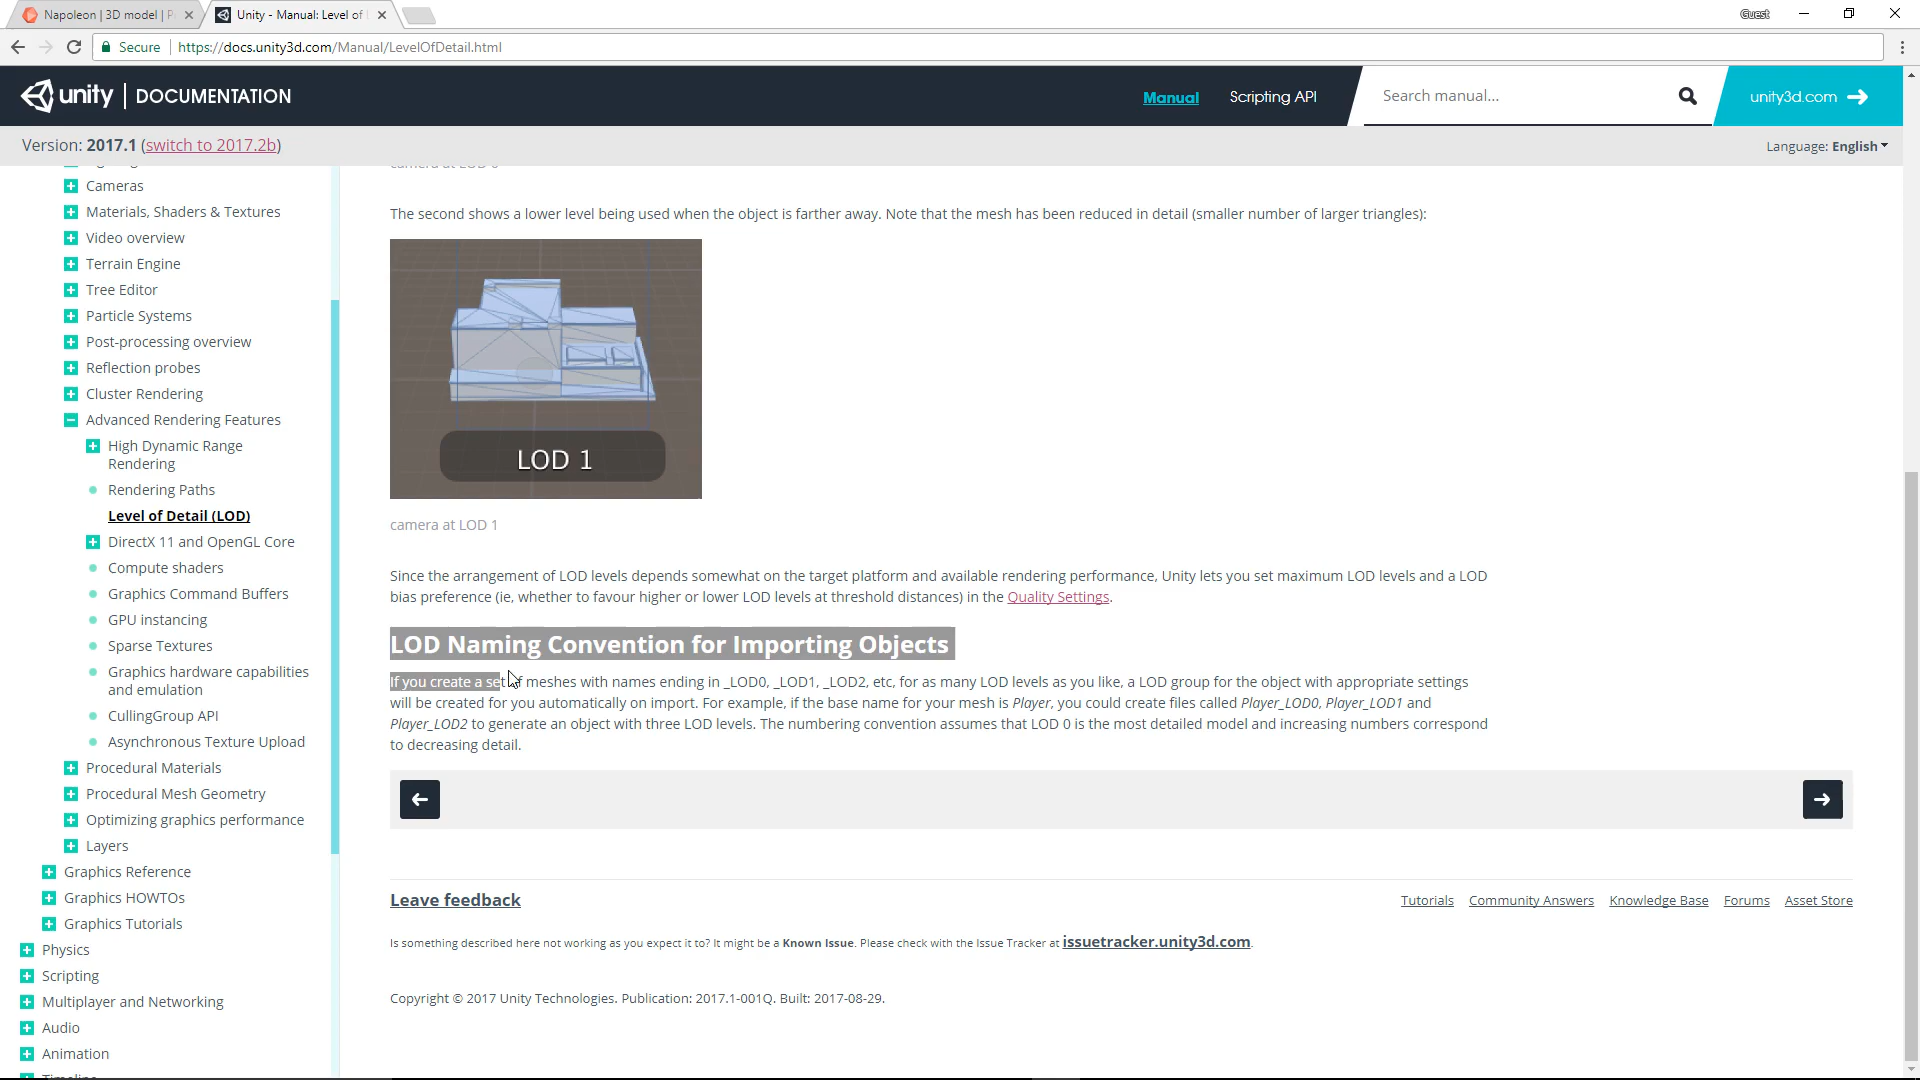 Napoleon | 3D model | P
Unity - Manual: Level of
Guest
Secure | https://docs.unity3d.com/Manual/LevelOfDetail.html
unity | DOCUMENTATION
Manual
Scripting API
Search manual...
unity3d.com
Version: 2017.1 (switch to 2017.2b)
Language: English
Cameras
Materials, Shaders & Textures
Video overview
Terrain Engine
Tree Editor
Particle Systems
Post-processing overview
Reflection probes
Cluster Rendering
Advanced Rendering Features
High Dynamic Range
Rendering
Rendering Paths
Level of Detail (LOD)
DirectX 11 and OpenGL Core
Compute shaders
Graphics Command Buffers
GPU instancing
Sparse Textures
Graphics hardware capabilities
and emulation
CullingGroup API
Asynchronous Texture Upload
Procedural Materials
Procedural Mesh Geometry
Optimizing graphics performance
Layers
Graphics Reference
Graphics HOWTOs
Graphics Tutorials
Physics
Scripting
Multiplayer and Networking
Audio
Animation
The second shows a lower level being used when the object is farther away. Note that the mesh has been reduced in detail (smaller number of larger triangles):
LOD 1
camera at LOD 1
Since the arrangement of LOD levels depends somewhat on the target platform and available rendering performance, Unity lets you set maximum LOD levels and a LOD
bias preference (ie, whether to favour higher or lower LOD levels at threshold distances) in the Quality Settings.
LOD Naming Convention for Importing Objects
If you create a set of meshes with names ending in _LOD0, _LOD1, _LOD2, etc, for as many LOD levels as you like, a LOD group for the object with appropriate settings
will be created for you automatically on import. For example, if the base name for your mesh is Player, you could create files called Player_LOD0, Player_LOD1 and
Player_LOD2 to generate an object with three LOD levels. The numbering convention assumes that LOD 0 is the most detailed model and increasing numbers correspond
to decreasing detail.
Leave feedback
Tutorials Community Answers Knowledge Base Forums Asset Store
Is something described here not working as you expect it to? It might be a Known Issue. Please check with the Issue Tracker at issuetracker.unity3d.com.
Copyright © 2017 Unity Technologies. Publication: 2017.1-001Q. Built: 2017-08-29.